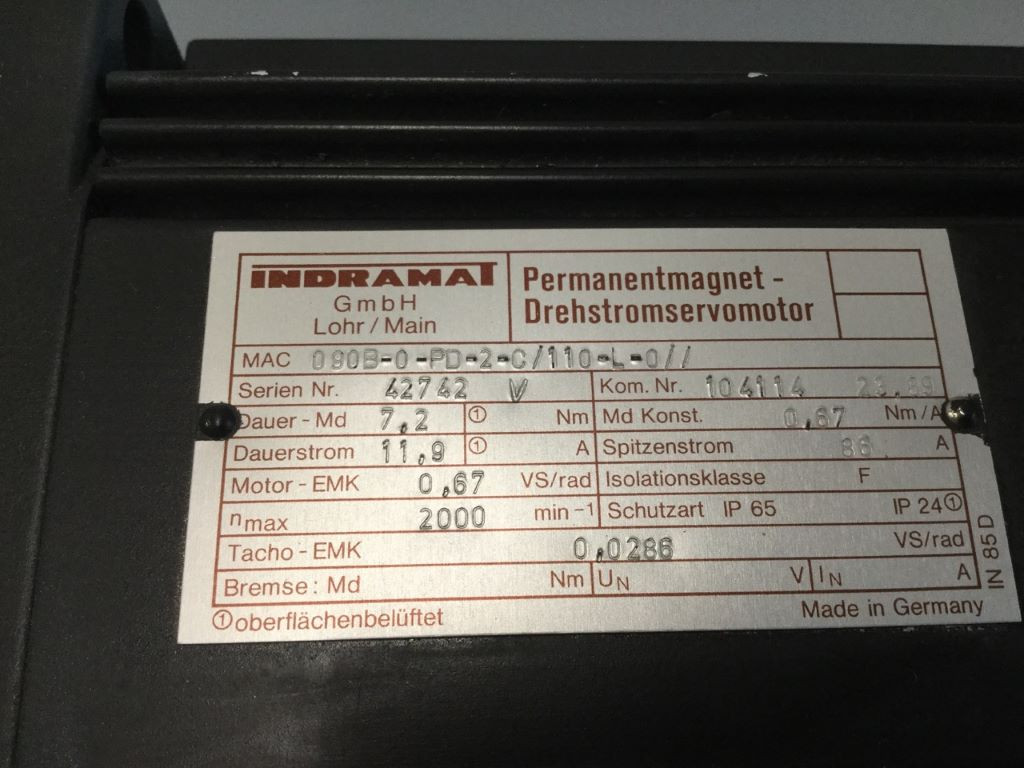 INDRAMAT
GmbH
Lohr / Main
Permanentmagnet -
Drehstromservomotor
MAC 090B-0-PD-2-C/110-L-0//
Serien Nr. 42742 V Kom. Nr. 104114 23.89
Dauer - Md 7,2 ① Nm Md Konst. 0,67 Nm/A
Dauerstrom 11,9 ① A Spitzenstrom 86 A
Motor - EMK 0,67 VS/rad Isolationsklasse F
nmax 2000 min -1 Schutzart IP 65 IP 24①
Tacho - EMK 0,0286 VS/rad
Bremse: Md Nm UN V IN A
IN 85 D
①oberflächenbelüftet Made in Germany